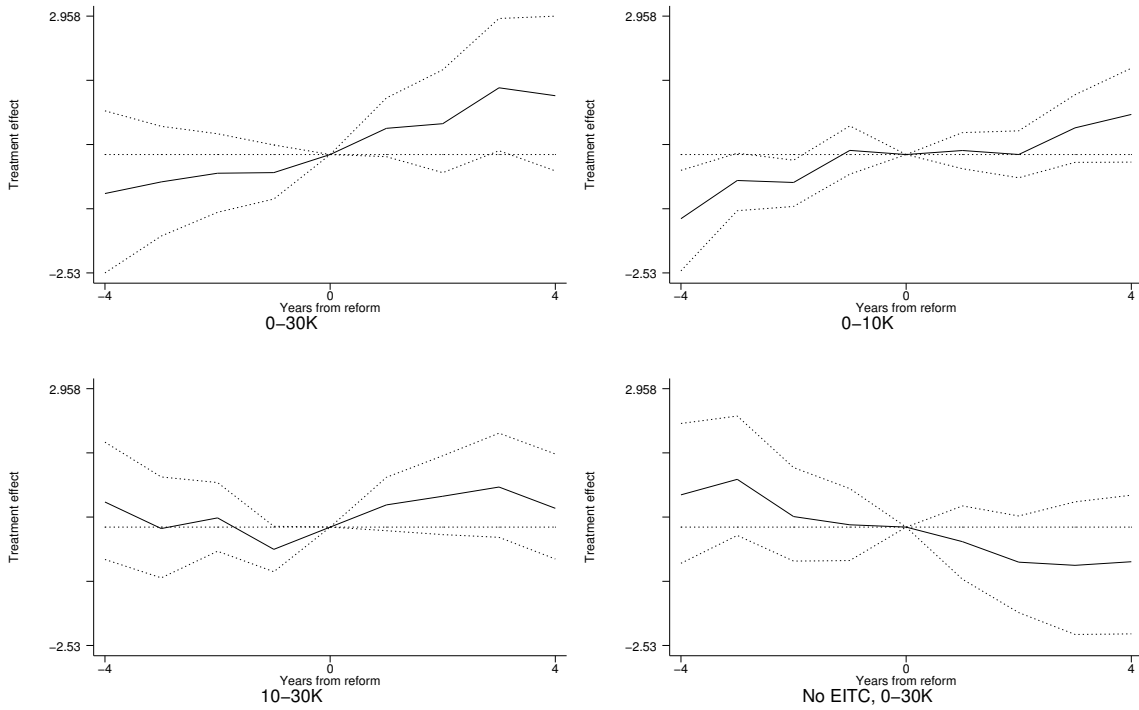 2.958
−2.53
Treatment effect
−4
0
4
Years from reform
0−30K
2.958
−2.53
Treatment effect
−4
0
4
Years from reform
0−10K
2.958
−2.53
Treatment effect
−4
0
4
Years from reform
10−30K
2.958
−2.53
Treatment effect
−4
0
4
Years from reform
No EITC, 0−30K